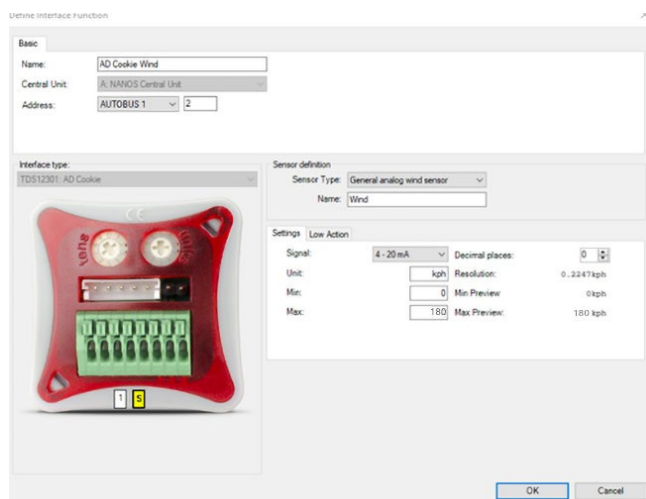 Define Interface Function
Basic
Name: AD Cookie Wind
Central Unit: A: NANOS Central Unit
Address: AUTOBUS 1 2
Interface type:
TDS12301: AD Cookie
CE
tens
units
1 S
Sensor definition
Sensor Type: General analog wind sensor
Name: Wind
Settings Low Action
Signal: 4 - 20 mA Decimal places: 0
Unit: kph Resolution: 0.2247kph
Min: 0 Min Preview 0kph
Max: 180 Max Preview: 180 kph
OK Cancel